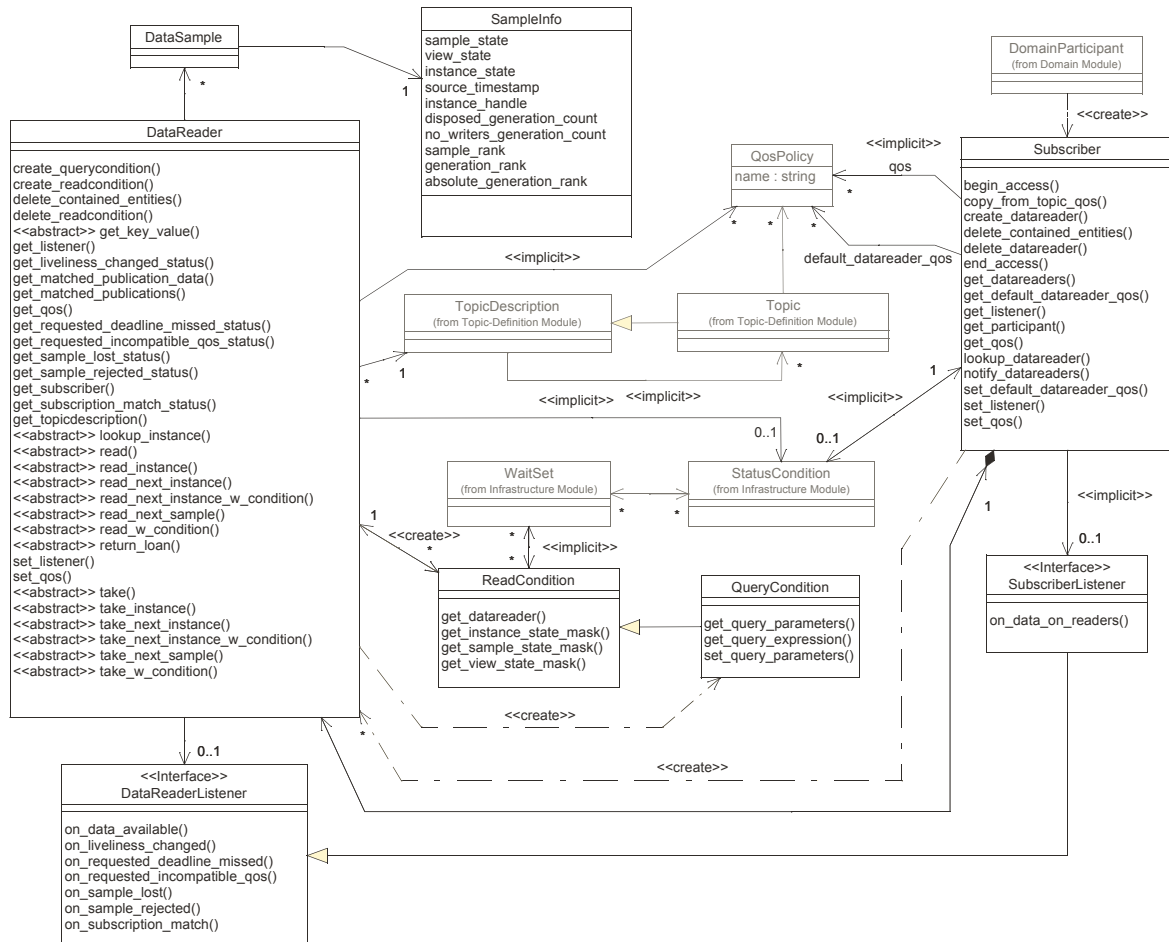 DataSample
*
SampleInfo
sample_state
view_state
instance_state
source_timestamp
instance_handle
disposed_generation_count
no_writers_generation_count
sample_rank
generation_rank
absolute_generation_rank
1
DomainParticipant
(from Domain Module)
<<create>>
DataReader
create_querycondition()
create_readcondition()
delete_contained_entities()
delete_readcondition()
<<abstract>> get_key_value()
get_listener()
get_liveliness_changed_status()
get_matched_publication_data()
get_matched_publications()
get_qos()
get_requested_deadline_missed_status()
get_requested_incompatible_qos_status()
get_sample_lost_status()
get_sample_rejected_status()
get_subscriber()
get_subscription_match_status()
get_topicdescription()
<<abstract>> lookup_instance()
<<abstract>> read()
<<abstract>> read_instance()
<<abstract>> read_next_instance()
<<abstract>> read_next_instance_w_condition()
<<abstract>> read_next_sample()
<<abstract>> read_w_condition()
<<abstract>> return_loan()
set_listener()
set_qos()
<<abstract>> take()
<<abstract>> take_instance()
<<abstract>> take_next_instance()
<<abstract>> take_next_instance_w_condition()
<<abstract>> take_next_sample()
<<abstract>> take_w_condition()
QosPolicy
name : string
<<implicit>>
qos
*
*
*
*
default_datareader_qos
<<implicit>>
Subscriber
begin_access()
copy_from_topic_qos()
create_datareader()
delete_contained_entities()
delete_datareader()
end_access()
get_datareaders()
get_default_datareader_qos()
get_listener()
get_participant()
get_qos()
lookup_datareader()
notify_datareaders()
set_default_datareader_qos()
set_listener()
set_qos()
TopicDescription
(from Topic-Definition Module)
Topic
(from Topic-Definition Module)
*
1
*
1
<<implicit>>
<<implicit>>
<<implicit>>
0..1
0..1
WaitSet
(from Infrastructure Module)
StatusCondition
(from Infrastructure Module)
*
*
1
<<create>>
*
*
*
<<implicit>>
1
<<implicit>>
0..1
ReadCondition
get_datareader()
get_instance_state_mask()
get_sample_state_mask()
get_view_state_mask()
QueryCondition
get_query_parameters()
get_query_expression()
set_query_parameters()
<<Interface>>
SubscriberListener
on_data_on_readers()
<<create>>
*
<<create>>
0..1
<<Interface>>
DataReaderListener
on_data_available()
on_liveliness_changed()
on_requested_deadline_missed()
on_requested_incompatible_qos()
on_sample_lost()
on_sample_rejected()
on_subscription_match()